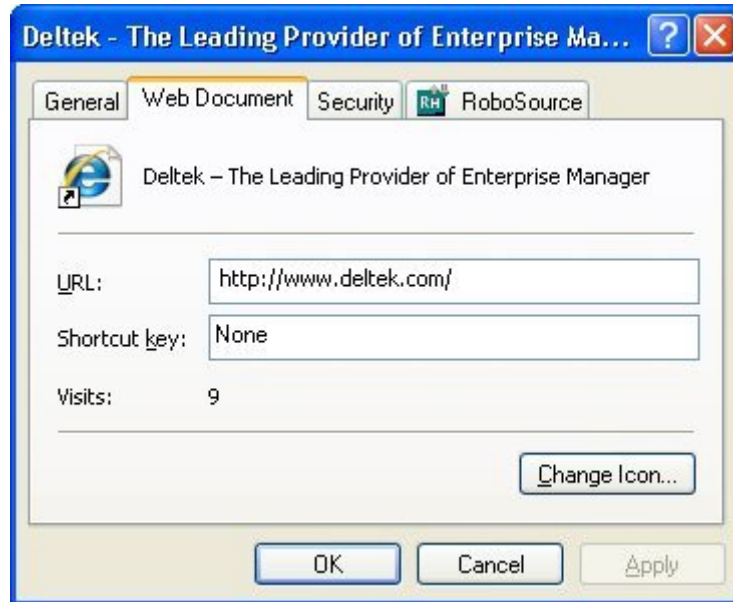 Deltek - The Leading Provider of Enterprise Ma...
General Web Document Security RH RoboSource
Deltek – The Leading Provider of Enterprise Manager
URL: http://www.deltek.com/
Shortcut key: None
Visits: 9
Change Icon...
OK Cancel Apply